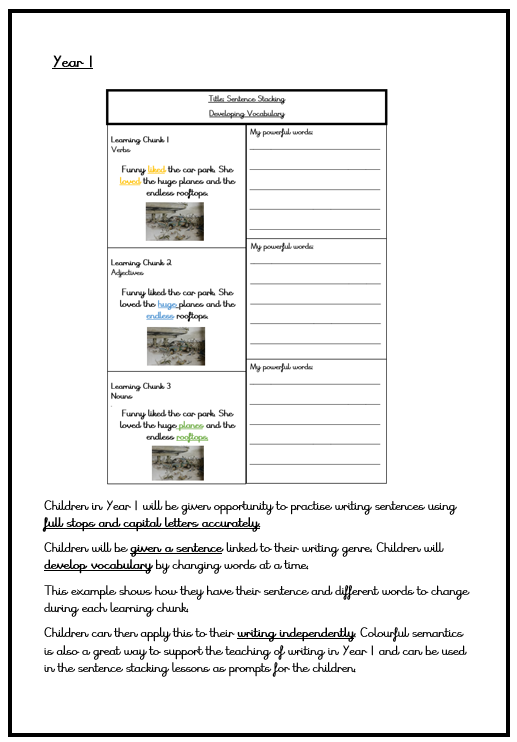 Year 1
Title: Sentence Stacking
Developing Vocabulary
Learning Chunk 1
Verbs
Funny liked the car park. She
loved the huge planes and the
endless rooftops.
My powerful words:
Learning Chunk 2
Adjectives
Funny liked the car park. She
loved the huge planes and the
endless rooftops.
My powerful words:
Learning Chunk 3
Nouns
Funny liked the car park. She
loved the huge planes and the
endless rooftops.
My powerful words:
Children in Year 1 will be given opportunity to practise writing sentences using
full stops and capital letters accurately.
Children will be given a sentence linked to their writing genre. Children will
develop vocabulary by changing words at a time.
This example shows how they have their sentence and different words to change
during each learning chunk.
Children can then apply this to their writing independently. Colourful semantics
is also a great way to support the teaching of writing in Year 1 and can be used
in the sentence stacking lessons as prompts for the children.